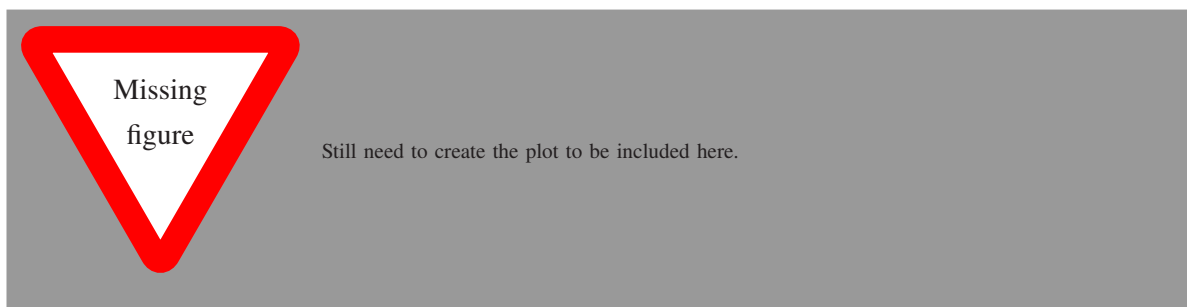 Missing
figure
Still need to create the plot to be included here.